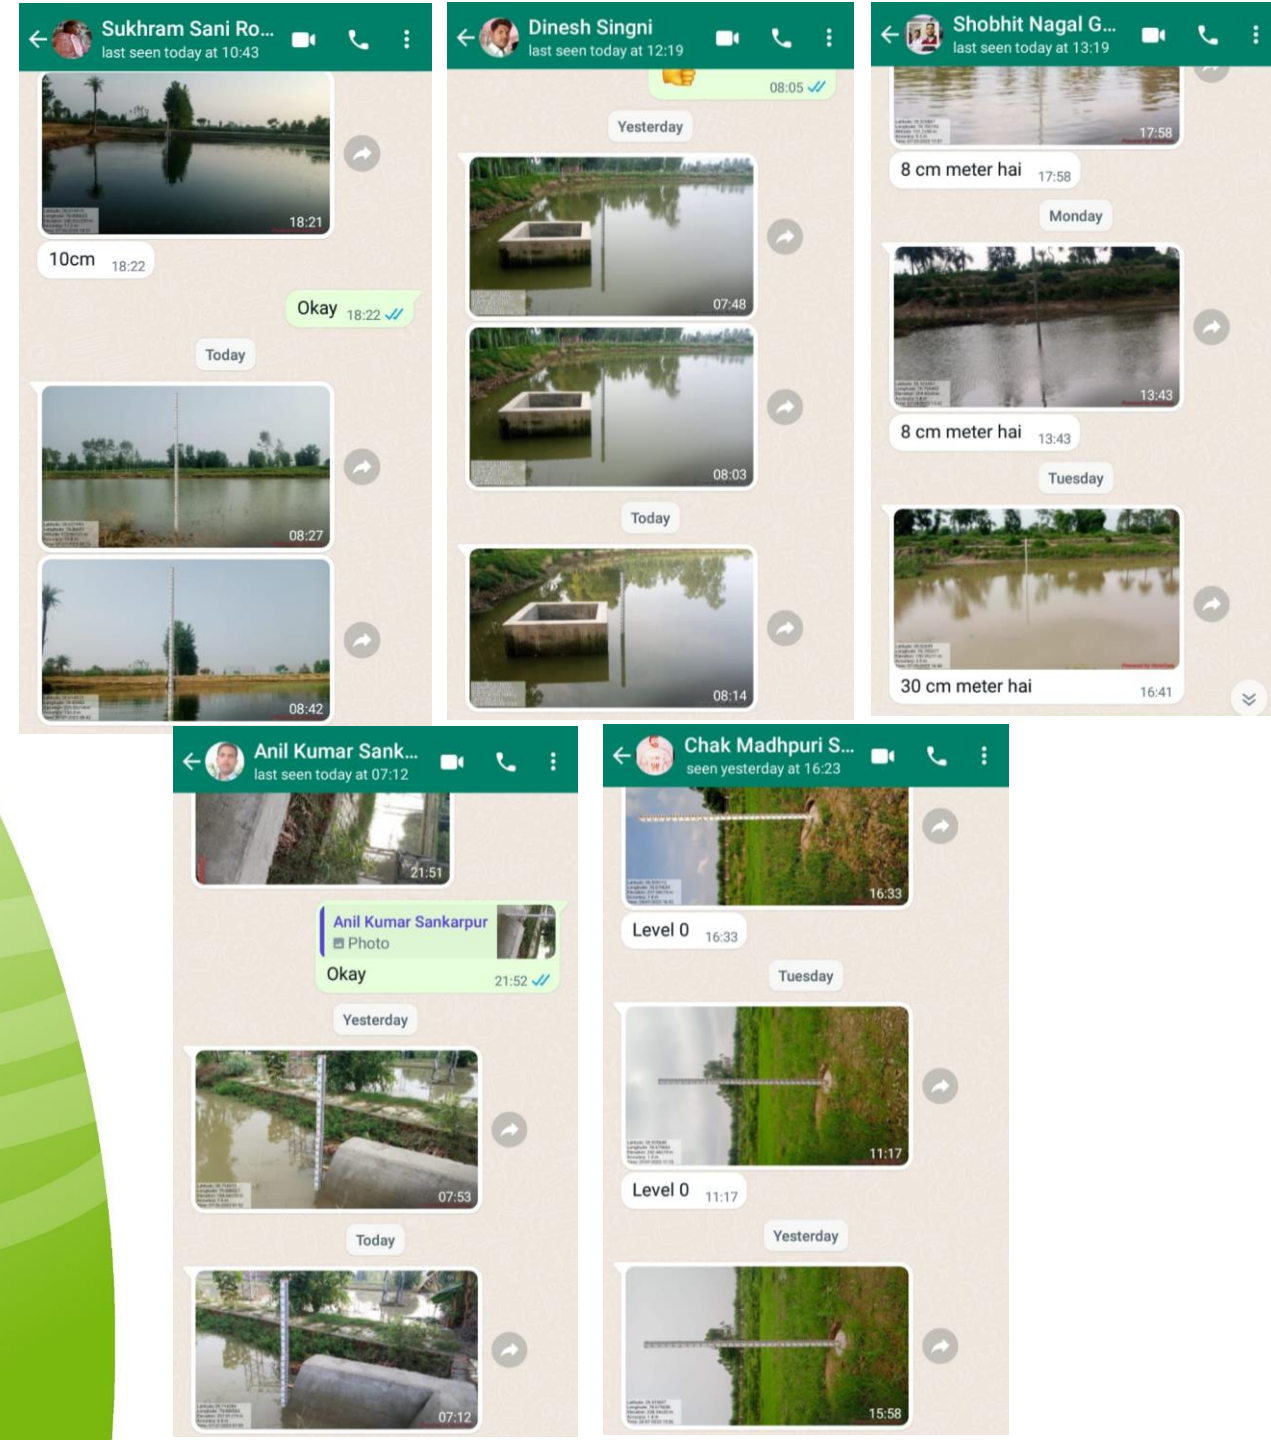 Sukhram Sani Ro...
last seen today at 10:43
18:21
10cm 18:22
Okay 18:22
Today
08:27
08:42
Dinesh Singni
last seen today at 12:19
08:05
Yesterday
07:48
08:03
Today
08:14
Shobhit Nagal G...
last seen today at 13:19
17:58
8 cm meter hai 17:58
Monday
13:43
8 cm meter hai 13:43
Tuesday
30 cm meter hai 16:41
Anil Kumar Sank...
last seen today at 07:12
21:51
Anil Kumar Sankarpur
Photo
Okay 21:52
Yesterday
07:53
Today
07:12
Chak Madhpuri S...
seen yesterday at 16:23
16:33
Level 0 16:33
Tuesday
11:17
Level 0 11:17
Yesterday
15:58